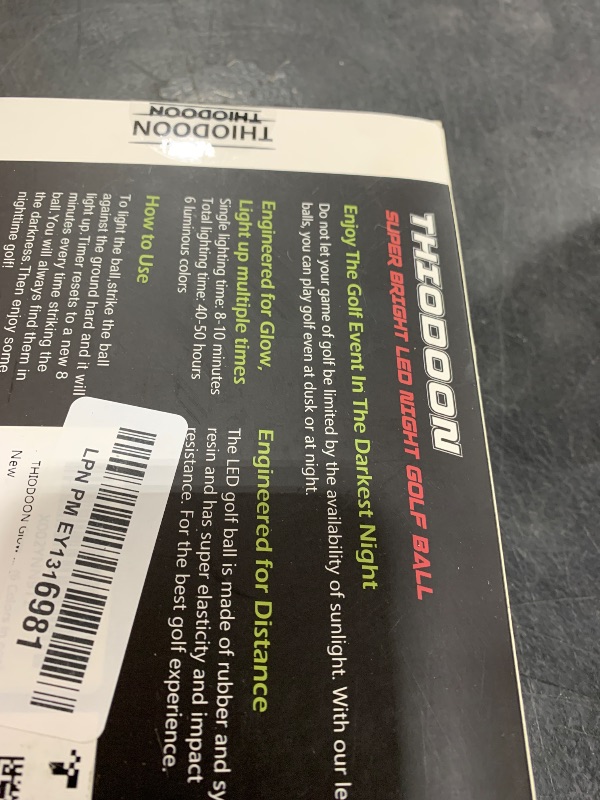 THIODOON
THIODOON
THIODOON
SUPER BRIGHT LED NIGHT GOLF BALL
Enjoy The Golf Event In The Darkest Night
Do not let your game of golf be limited by the availability of sunlight. With our le
balls, you can play golf even at dusk or at night.
Engineered for Glow,
Light up multiple times
Single lighting time: 8-10 minutes
Total lighting time: 40-50 hours
6 luminous colors
How to Use
To light the ball,strike the ball
against the ground hard and it will
light up.Timer resets to a new 8
minutes every time striking the
ball.You will always find them in
the darkness.Then enjoy some
nighttime golf!
Engineered for Distance
The LED golf ball is made of rubber and sy
resin and has super elasticity and impact
resistance. For the best golf experience.
LPN PM EY1316981
THIODOON
New